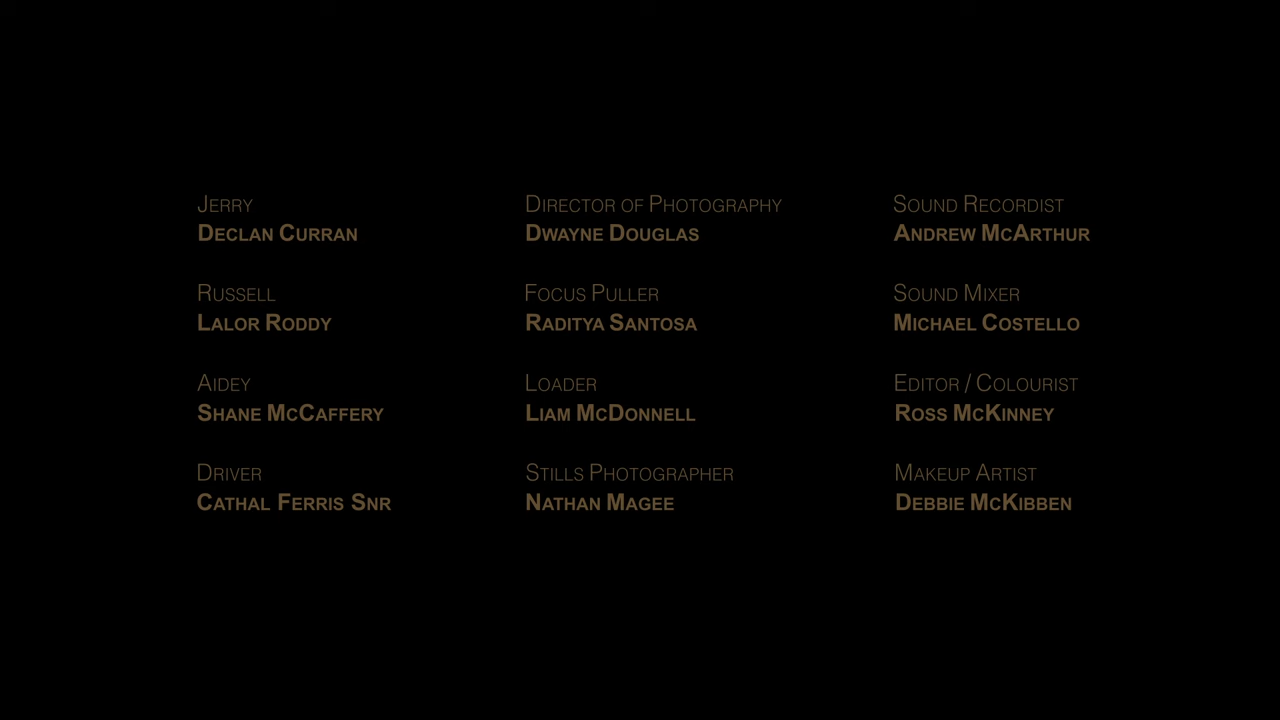 Jerry
Declan Curran
Russell
Lalor Roddy
Aidey
Shane McCaffery
Driver
Cathal Ferris Snr
Director of Photography
Dwayne Douglas
Focus Puller
Raditya Santosa
Loader
Liam McDonnell
Stills Photographer
Nathan Magee
Sound Recordist
Andrew McArthur
Sound Mixer
Michael Costello
Editor / Colourist
Ross McKinney
Makeup Artist
Debbie McKibben